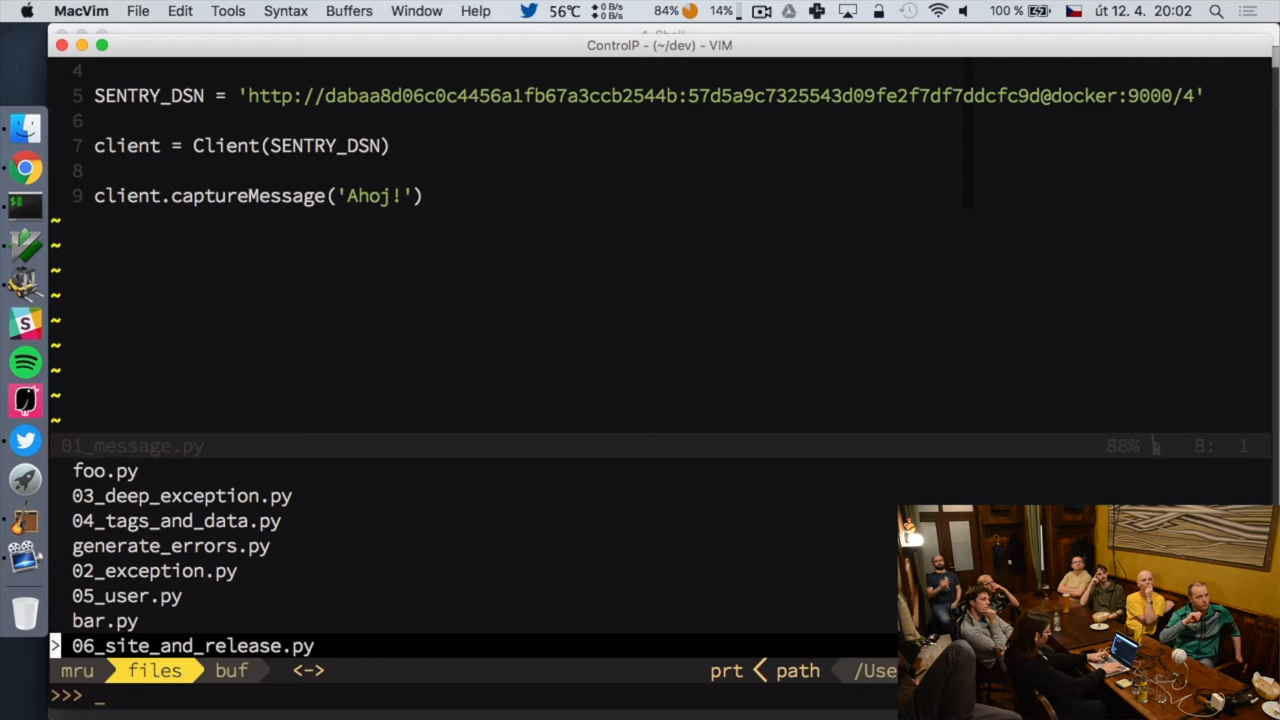 MacVim File Edit Tools Syntax Buffers Window Help 56℃ 0 B/s 0 B/s 84% 14% 100 % út 12. 4. 20:02
ControlP - (~/dev) - VIM
4
5 SENTRY_DSN = 'http://dabaa8d06c0c4456a1fb67a3ccb2544b:57d5a9c7325543d09fe2f7df7ddcfc9d@docker:9000/4'
6
7 client = Client(SENTRY_DSN)
8
9 client.captureMessage('Ahoj!')
~
~
~
~
~
~
~
~
~
01_message.py 88% 8: 1
foo.py
03_deep_exception.py
04_tags_and_data.py
generate_errors.py
02_exception.py
05_user.py
bar.py
> 06_site_and_release.py
mru files buf <-> prt path /Use
>>> _